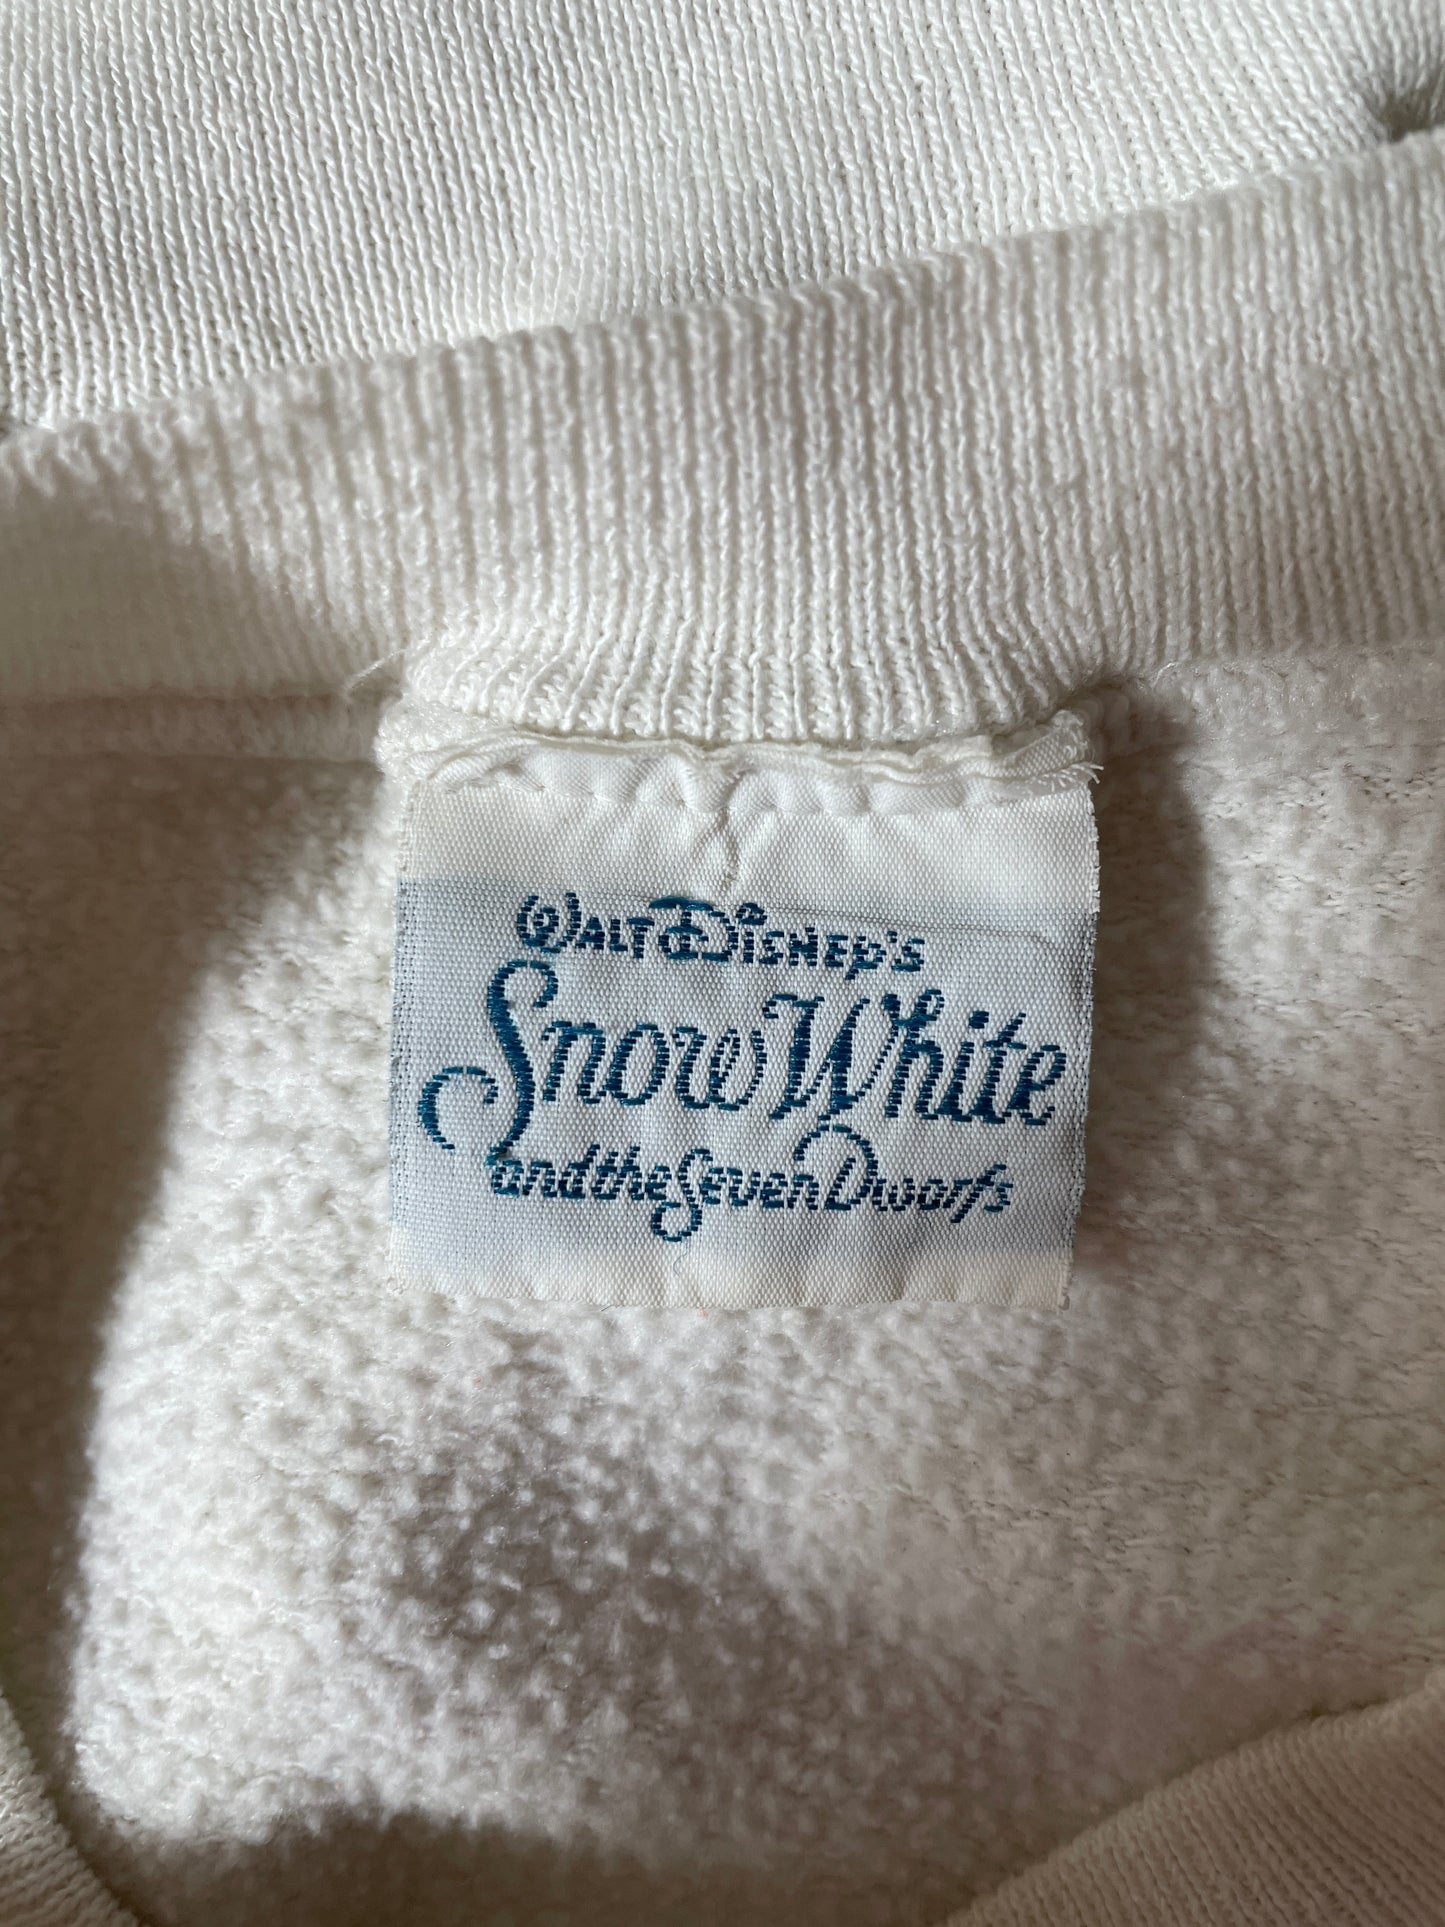 WALT DISNEY'S
Snow White
and the Seven Dwarfs